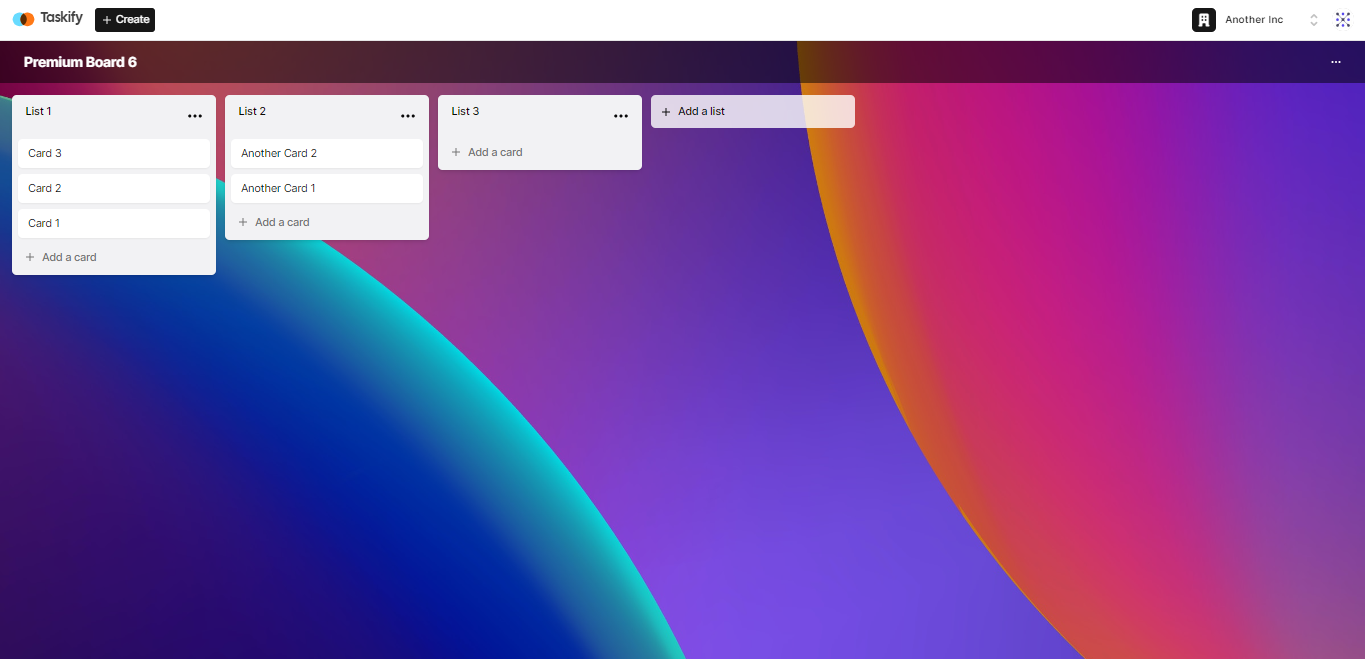 Taskify
+ Create
Another Inc
Premium Board 6
List 1
Card 3
Card 2
Card 1
+ Add a card
List 2
Another Card 2
Another Card 1
+ Add a card
List 3
+ Add a card
+ Add a list